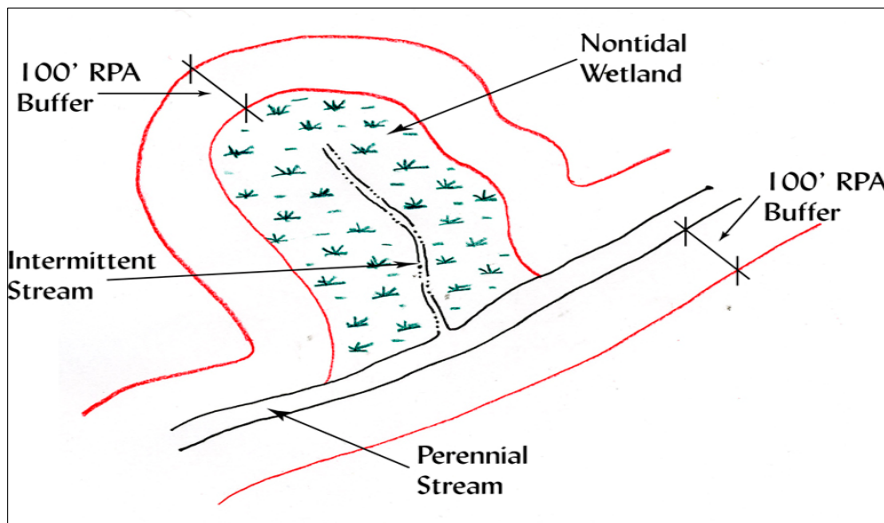 100' RPA
Buffer
Nontidal
Wetland
100' RPA
Buffer
Intermittent
Stream
Perennial
Stream